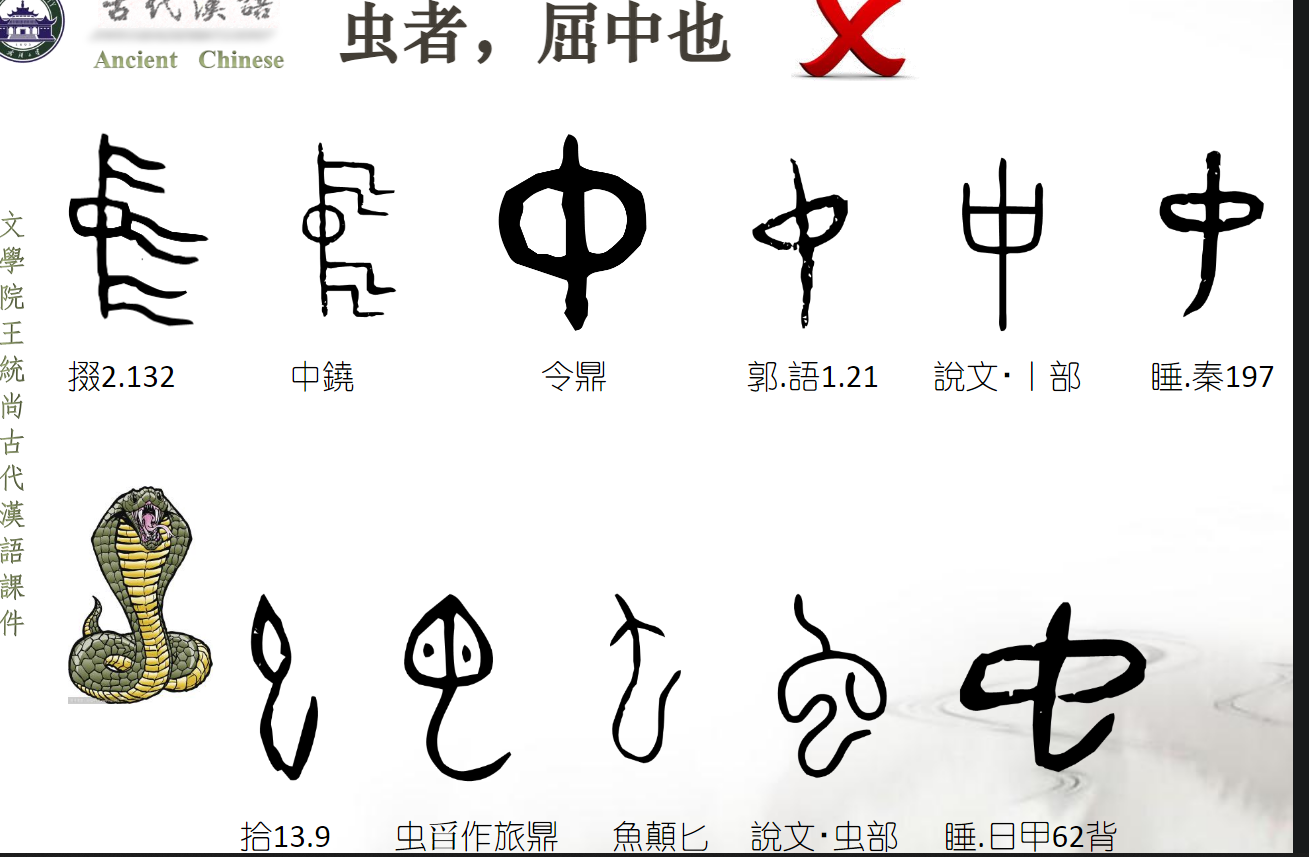 古代漢語
Ancient Chinese
虫者，屈中也
文學院王統尚古代漢語課件
掇2.132
中鐃
令鼎
郭.語1.21
說文·丨部
睡.秦197
拾13.9
虫䍃作旅鼎
魚顛匕
說文·虫部
睡.日甲62背